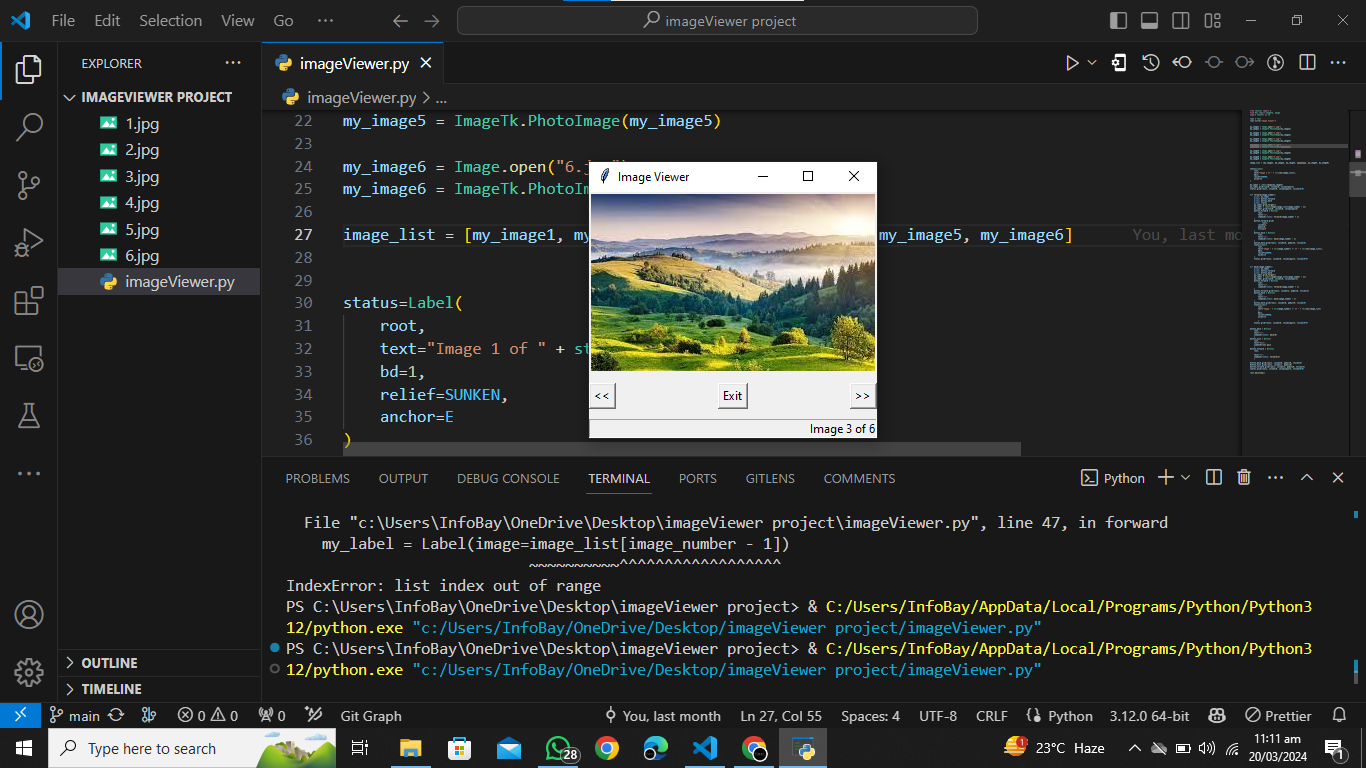 File Edit Selection View Go ··· imageViewer project
EXPLORER ···
imageViewer.py
IMAGEVIEWER PROJECT
1.jpg
2.jpg
3.jpg
4.jpg
5.jpg
6.jpg
imageViewer.py
OUTLINE
TIMELINE
imageViewer.py > ...
22 my_image5 = ImageTk.PhotoImage(my_image5)
23
24 my_image6 = Image.open("6.j
25 my_image6 = ImageTk.PhotoIm
26
27 image_list = [my_image1, my my_image5, my_image6] You, last mo
28
29
30 status=Label(
31 root,
32 text="Image 1 of " + st
33 bd=1,
34 relief=SUNKEN,
35 anchor=E
36 )
Image Viewer
<< Exit >>
Image 3 of 6
PROBLEMS OUTPUT DEBUG CONSOLE TERMINAL PORTS GITLENS COMMENTS Python
File "c:\Users\InfoBay\OneDrive\Desktop\imageViewer project\imageViewer.py", line 47, in forward
my_label = Label(image=image_list[image_number - 1])
~~~~~~~~~~^^^^^^^^^^^^^^^^^^
IndexError: list index out of range
PS C:\Users\InfoBay\OneDrive\Desktop\imageViewer project> & C:/Users/InfoBay/AppData/Local/Programs/Python/Python3
12/python.exe "c:/Users/InfoBay/OneDrive/Desktop/imageViewer project/imageViewer.py"
PS C:\Users\InfoBay\OneDrive\Desktop\imageViewer project> & C:/Users/InfoBay/AppData/Local/Programs/Python/Python3
12/python.exe "c:/Users/InfoBay/OneDrive/Desktop/imageViewer project/imageViewer.py"
main 0 0 0 Git Graph You, last month Ln 27, Col 55 Spaces: 4 UTF-8 CRLF Python 3.12.0 64-bit Prettier
Type here to search 28 1 23°C Haze 11:11 am 1
20/03/2024